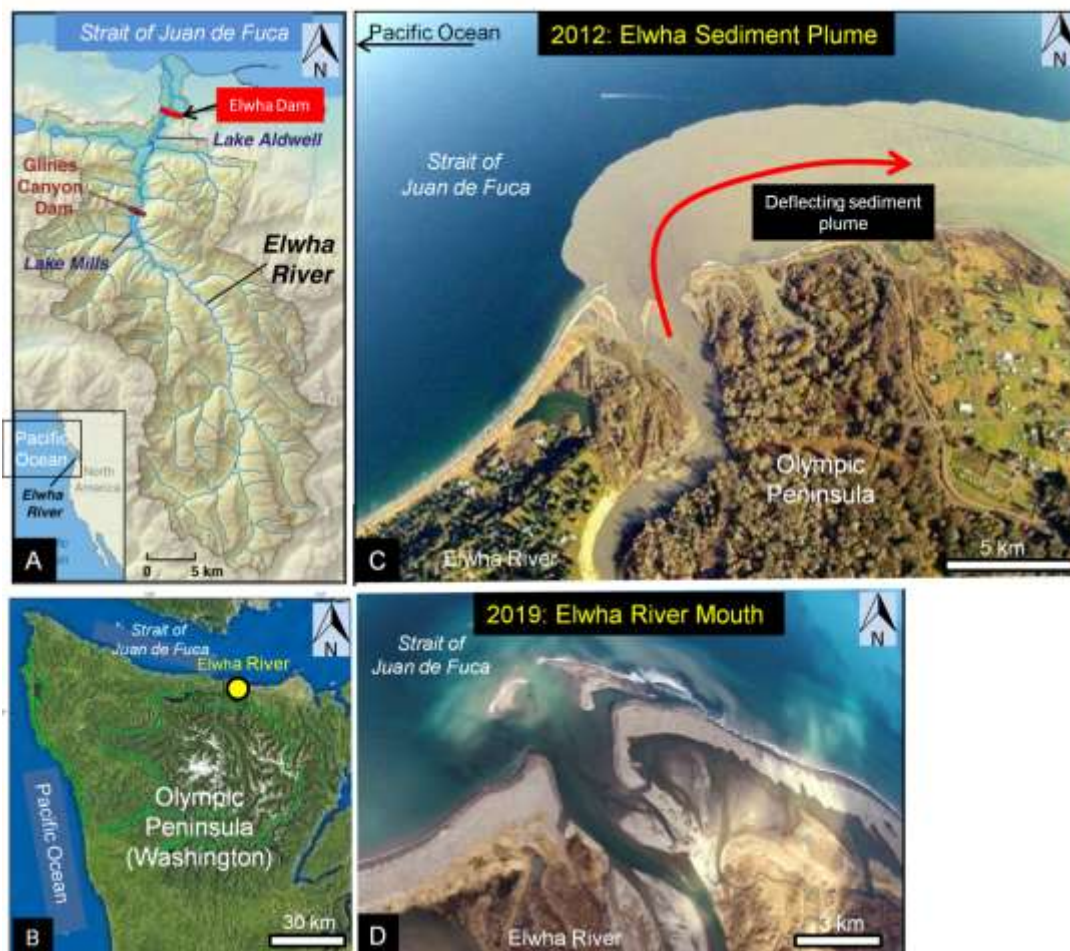 Strait of Juan de Fuca
N
Elwha Dam
Lake Aldwell
Glines
Canyon
Dam
Lake Mills
Elwha
River
Pacific
Ocean
North
America
Elwha
River
0 5 km
A
Pacific Ocean
2012: Elwha Sediment Plume
N
Strait of
Juan de Fuca
Deflecting sediment
plume
Olympic
Peninsula
Elwha River
5 km
C
Strait of
Juan de Fuca
N
Elwha River
Pacific Ocean
Olympic
Peninsula
(Washington)
30 km
B
2019: Elwha River Mouth
N
Strait of
Juan de Fuca
Elwha River
3 km
D